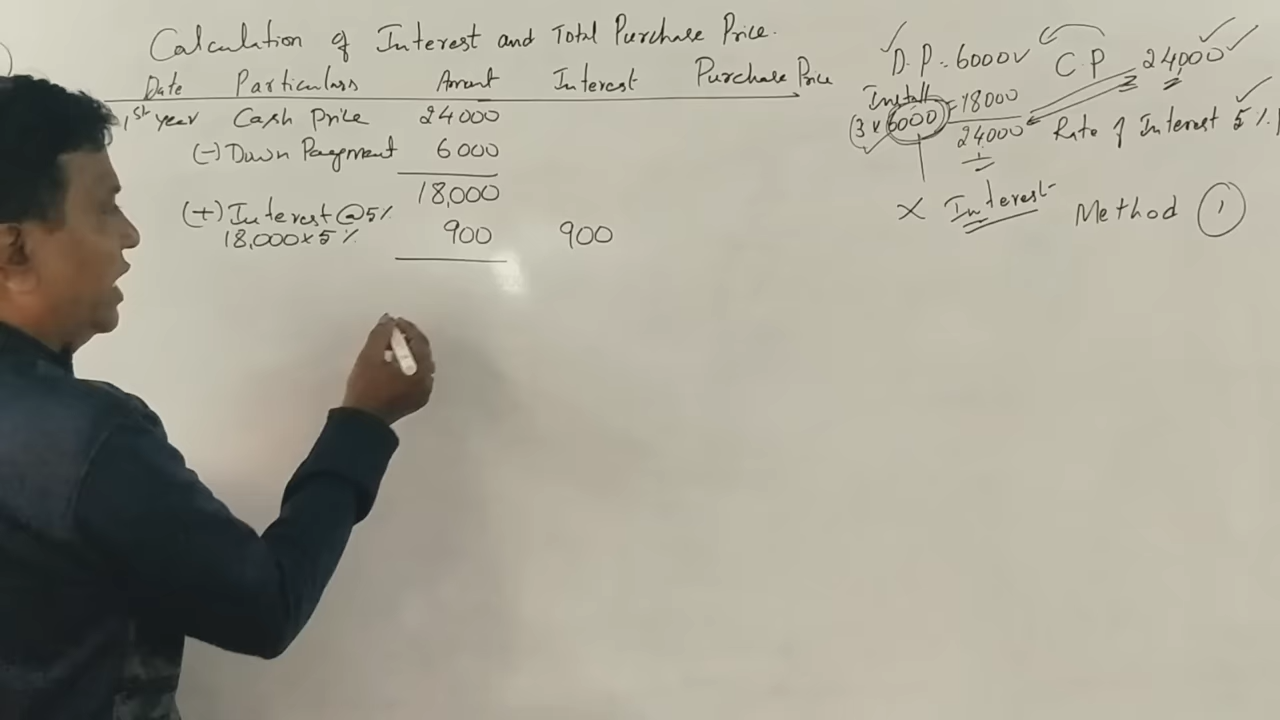 Calculation of Interest and Total Purchase Price.
Date Particulars Amount Interest Purchase Price
1st year Cash Price 24000
(-) Down Payment 6000
18,000
(+) Interest @ 5%
18,000 x 5% 900 900
D.P. 6000 C.P 24000
Install
(3 x 6000) = 18000
24000 Rate of Interest 5%
x Interest Method 1